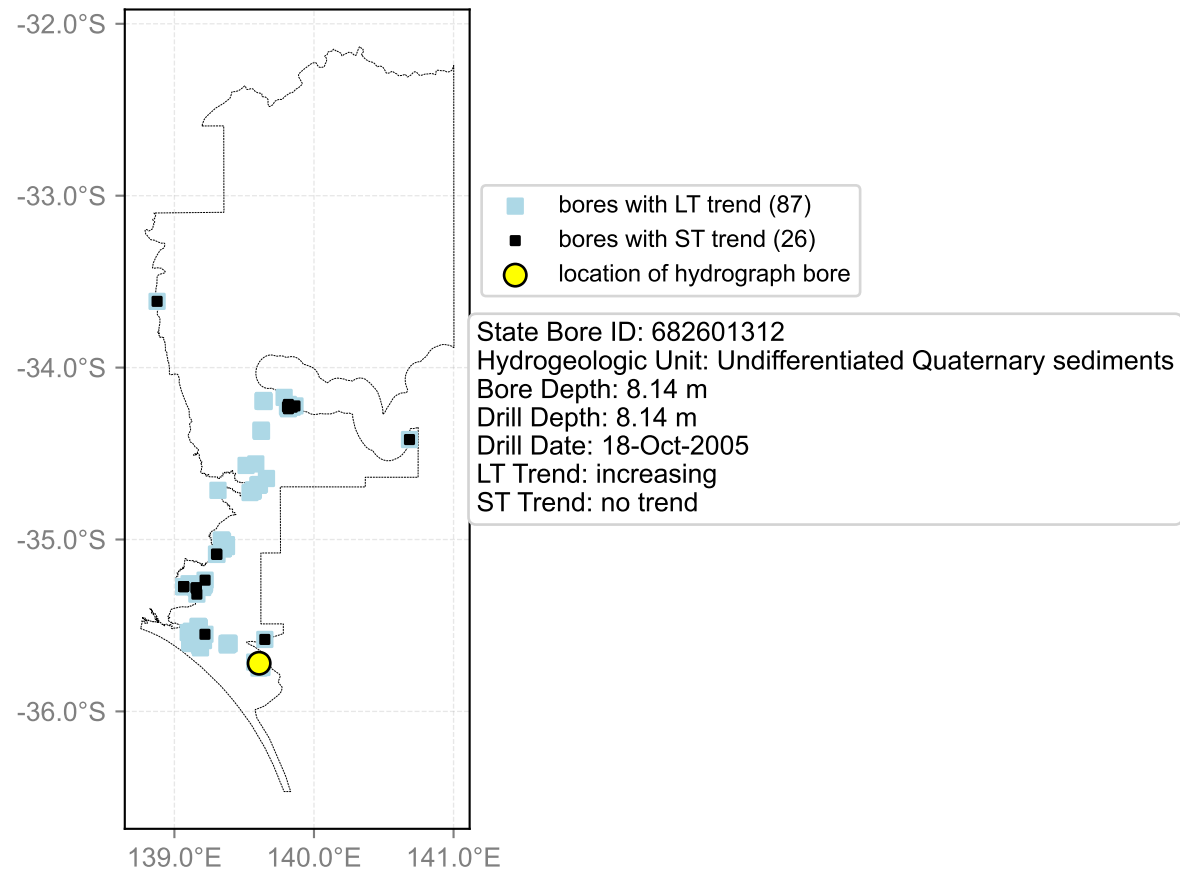 -32.0°S
-33.0°S
-34.0°S
-35.0°S
-36.0°S
139.0°E 140.0°E 141.0°E
bores with LT trend (87)
bores with ST trend (26)
location of hydrograph bore
State Bore ID: 682601312
Hydrogeologic Unit: Undifferentiated Quaternary sediments
Bore Depth: 8.14 m
Drill Depth: 8.14 m
Drill Date: 18-Oct-2005
LT Trend: increasing
ST Trend: no trend